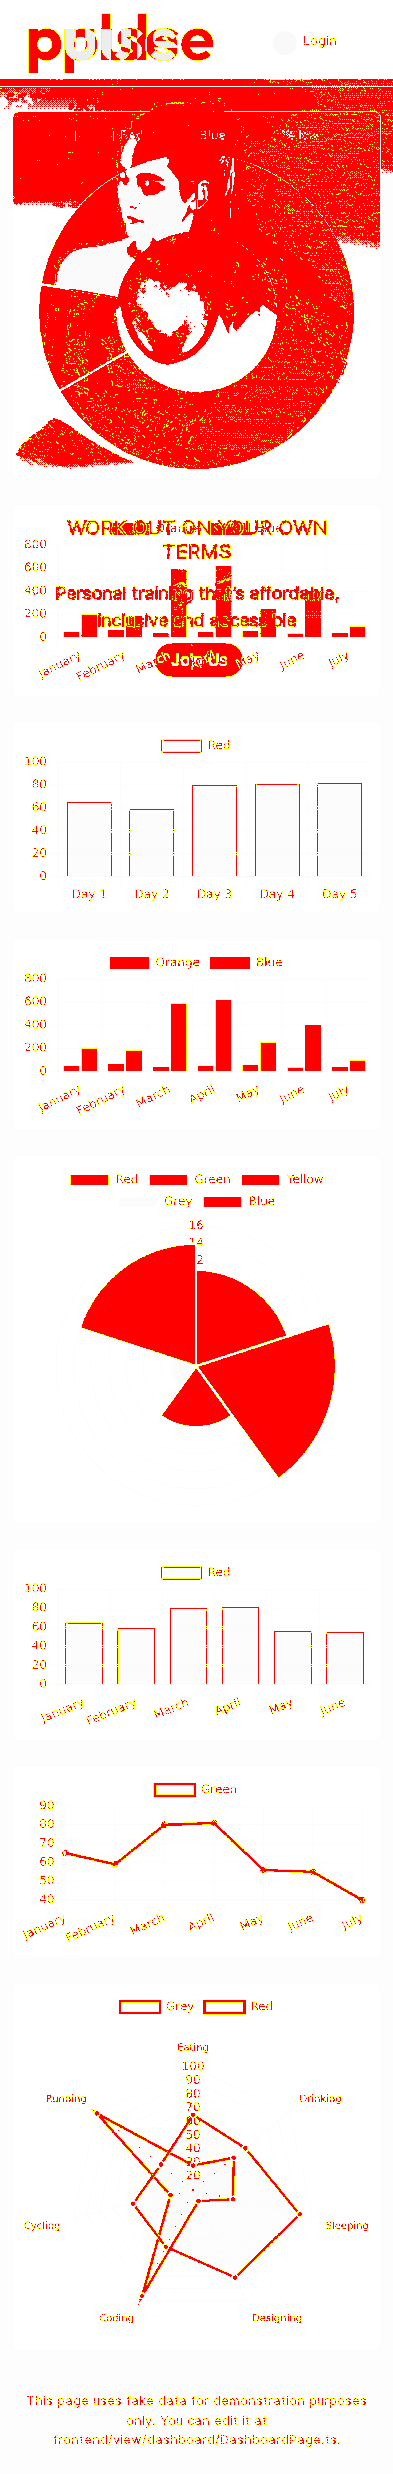 pulse
Login
Red
Blue
Yellow
WORKOUT ON YOUR OWN
TERMS
800
600
400
200
0
Personal training that's affordable,
inclusive and accessible
Join Us
January February March April May June July
Red
100
80
60
40
20
0
Day 1 Day 2 Day 3 Day 4 Day 5
Orange Blue
800
600
400
200
0
January February March April May June July
Red Green Yellow
Grey Blue
16
14
Red
100
80
60
40
20
0
January February March April May June
Green
90
80
70
60
50
40
January February March April May June July
Grey Red
Eating
100
90
80
70
60
50
40
30
20
Running Drinking
Cycling Sleeping
Coding Designing
This page uses fake data for demonstration purposes
only. You can edit it at
frontend/view/dashboard/DashboardPage.ts.